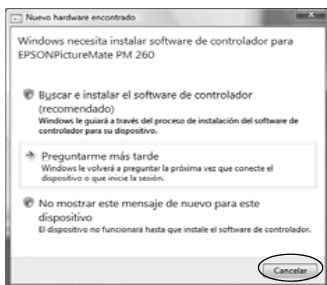 Nuevo hardware encontrado
Windows necesita instalar software de controlador para
EPSONPictureMate PM 260
Buscar e instalar el software de controlador
(recomendado)
Windows le guiará a través del proceso de instalación del software de
controlador para su dispositivo.
Preguntarme más tarde
Windows le volverá a preguntar la próxima vez que conecte el
dispositivo o que inicie la sesión.
No mostrar este mensaje de nuevo para este
dispositivo
El dispositivo no funcionará hasta que instale el software de controlador.
Cancelar